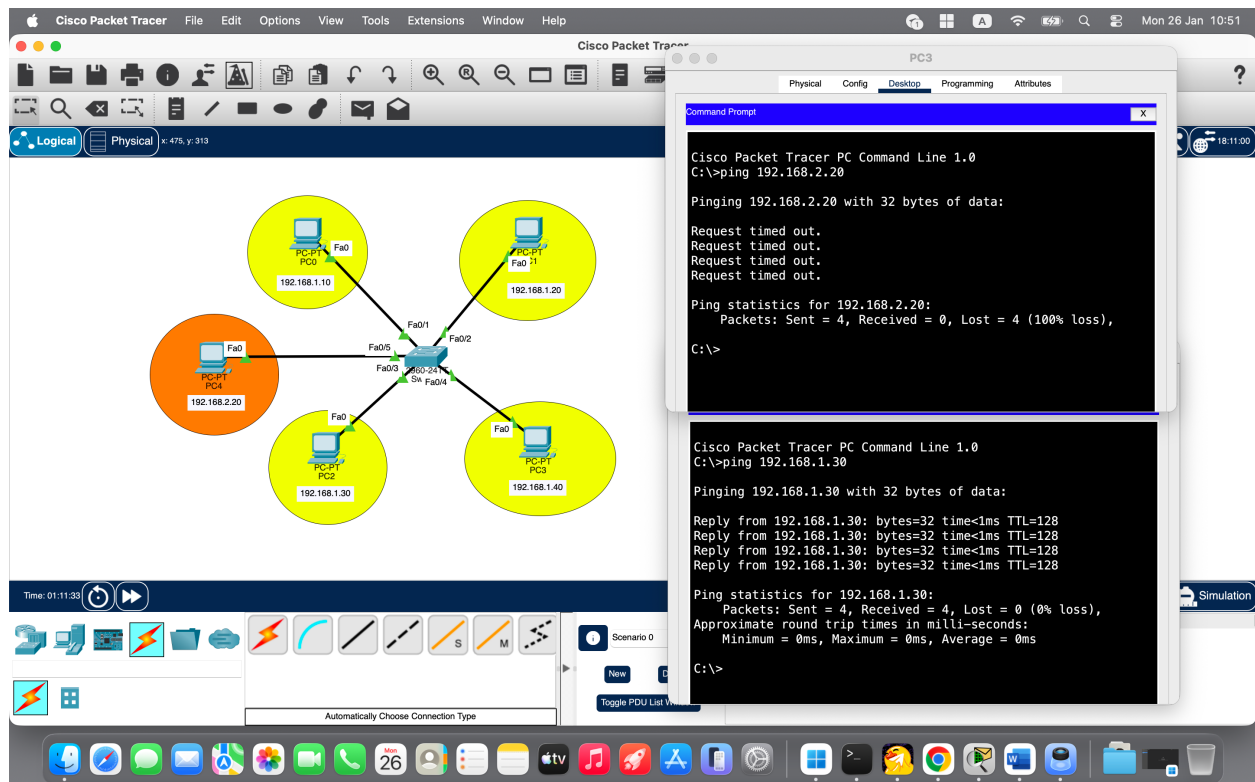 Cisco Packet Tracer File Edit Options View Tools Extensions Window Help
A
Mon 26 Jan 10:51
Cisco Packet Tracer
PC3
?
Physical Config Desktop Programming Attributes
Command Prompt
X
Logical
Physical
x: 475, y: 313
18:11:00
Cisco Packet Tracer PC Command Line 1.0
C:\>ping 192.168.2.20
Pinging 192.168.2.20 with 32 bytes of data:
Request timed out.
Request timed out.
Request timed out.
Request timed out.
Ping statistics for 192.168.2.20:
Packets: Sent = 4, Received = 0, Lost = 4 (100% loss),
C:\>
PC-PT
PC0
Fa0
192.168.1.10
PC-PT
Fa0
192.168.1.20
Fa0/1
Fa0/2
Fa0/5
Fa0/3
Fa0/4
Fa0
PC-PT
PC4
192.168.2.20
Fa0
PC-PT
PC2
192.168.1.30
Fa0
PC-PT
PC3
192.168.1.40
Cisco Packet Tracer PC Command Line 1.0
C:\>ping 192.168.1.30
Pinging 192.168.1.30 with 32 bytes of data:
Reply from 192.168.1.30: bytes=32 time<1ms TTL=128
Reply from 192.168.1.30: bytes=32 time<1ms TTL=128
Reply from 192.168.1.30: bytes=32 time<1ms TTL=128
Reply from 192.168.1.30: bytes=32 time<1ms TTL=128
Ping statistics for 192.168.1.30:
Packets: Sent = 4, Received = 4, Lost = 0 (0% loss),
Approximate round trip times in milli-seconds:
Minimum = 0ms, Maximum = 0ms, Average = 0ms
C:\>
Time: 01:11:33
Simulation
S
M
Scenario 0
New
Toggle PDU List
Automatically Choose Connection Type
Mon
26
tv